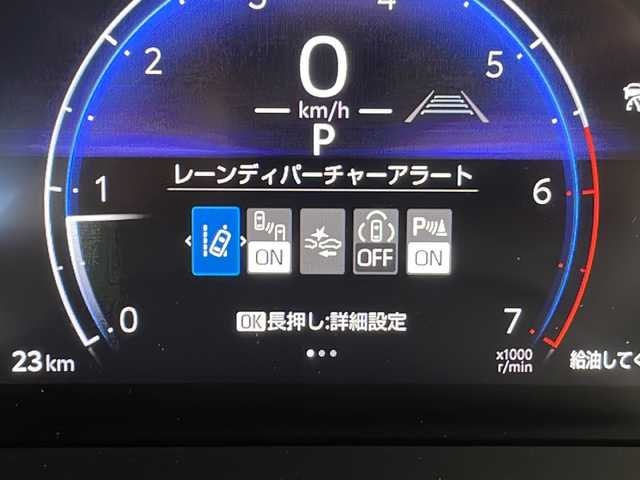 3
4
2
5
0
km/h
P
レーンディパーチャーアラート
1
6
ON
OFF
P
ON
OK長押し:詳細設定
0
7
23 km
x1000
r/min
給油してく